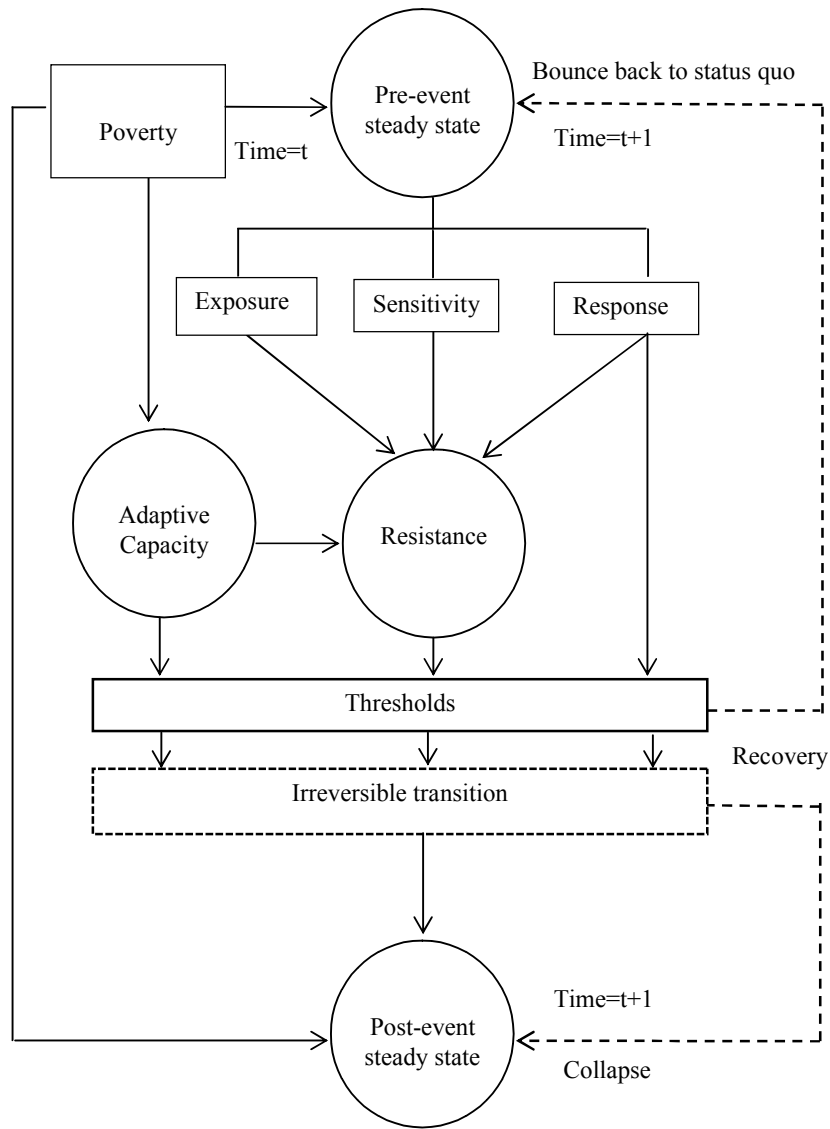 Bounce back to status quo
Pre-event
steady state
Poverty
Time=t
Time=t+1
Exposure
Sensitivity
Response
Adaptive
Capacity
Resistance
Thresholds
Recovery
Irreversible transition
Time=t+1
Post-event
steady state
Collapse